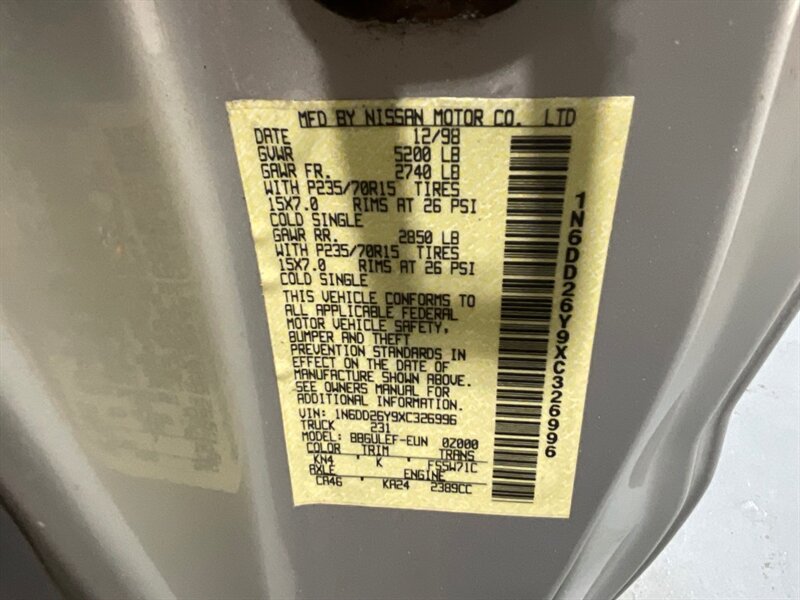 MFD BY NISSAN MOTOR CO. LTD
DATE 12/98
GVWR 5200 LB
GAWR FR. 2740 LB
WITH P235/70R15 TIRES
15X7.0 RIMS AT 26 PSI
COLD SINGLE
GAWR RR. 2850 LB
WITH P235/70R15 TIRES
15X7.0 RIMS AT 26 PSI
COLD SINGLE
THIS VEHICLE CONFORMS TO
ALL APPLICABLE FEDERAL
MOTOR VEHICLE SAFETY,
BUMPER AND THEFT
PREVENTION STANDARDS IN
EFFECT ON THE DATE OF
MANUFACTURE SHOWN ABOVE.
SEE OWNERS MANUAL FOR
ADDITIONAL INFORMATION.
VIN: 1N6DD26Y9XC326996
TRUCK 231
MODEL: BBGULEF-EUN 0Z000
COLOR TRIM TRANS
KN4 K FS5W71C
AXLE ENGINE
CA46 KA24 2389CC
1N6DD26Y9XC326996